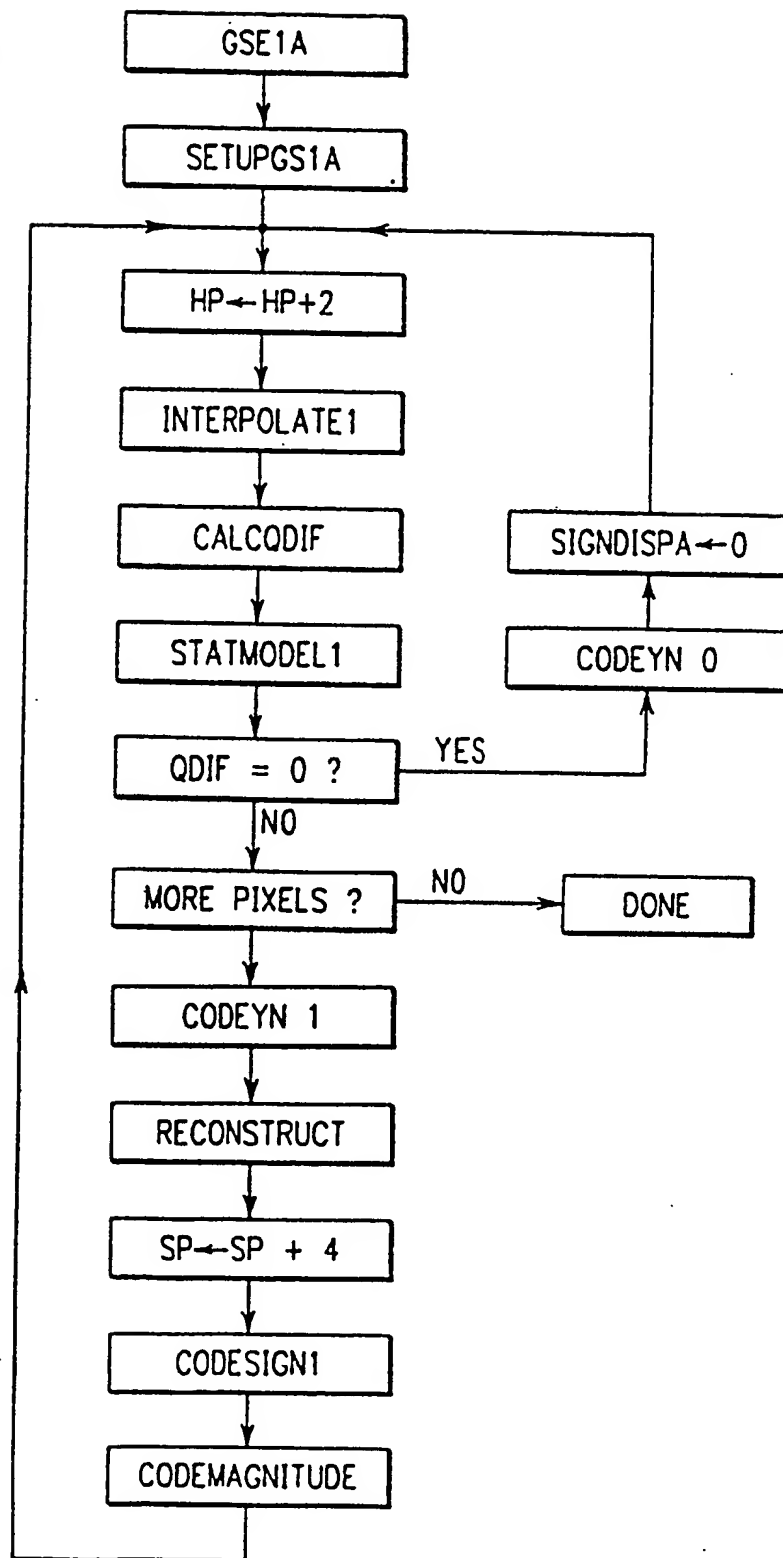 GSE1A
SETUPGS1A
HP←HP+2
INTERPOLATE1
CALCQDIF
SIGNDISPA←0
STATMODEL1
CODEYN 0
QDIF = 0 ?
YES
NO
MORE PIXELS ?
NO
DONE
CODEYN 1
RECONSTRUCT
SP←SP + 4
CODESIGN1
CODEMAGNITUDE